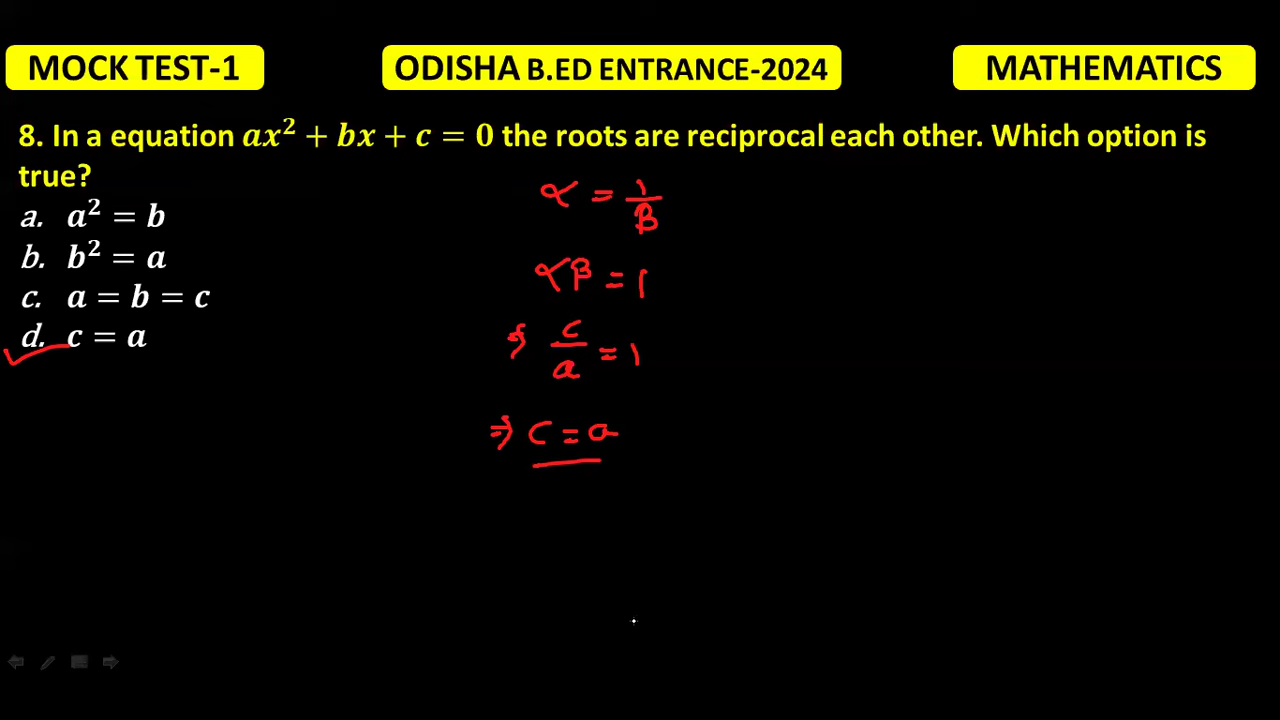 MOCK TEST-1
ODISHA B.ED ENTRANCE-2024
MATHEMATICS
8. In a equation ax² + bx + c = 0 the roots are reciprocal each other. Which option is
true?
a. a² = b
b. b² = a
c. a = b = c
d. c = a
α = 1/β
αβ = 1
⇒ c/a = 1
⇒ c = a